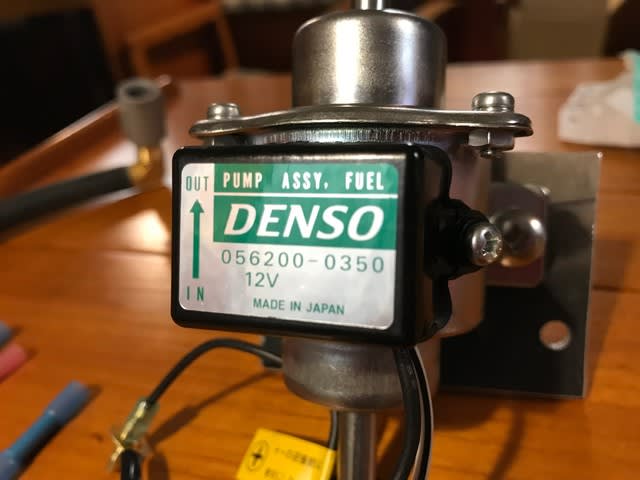 OUT
PUMP ASSY, FUEL
DENSO
056200-0350
12V
IN
MADE IN JAPAN